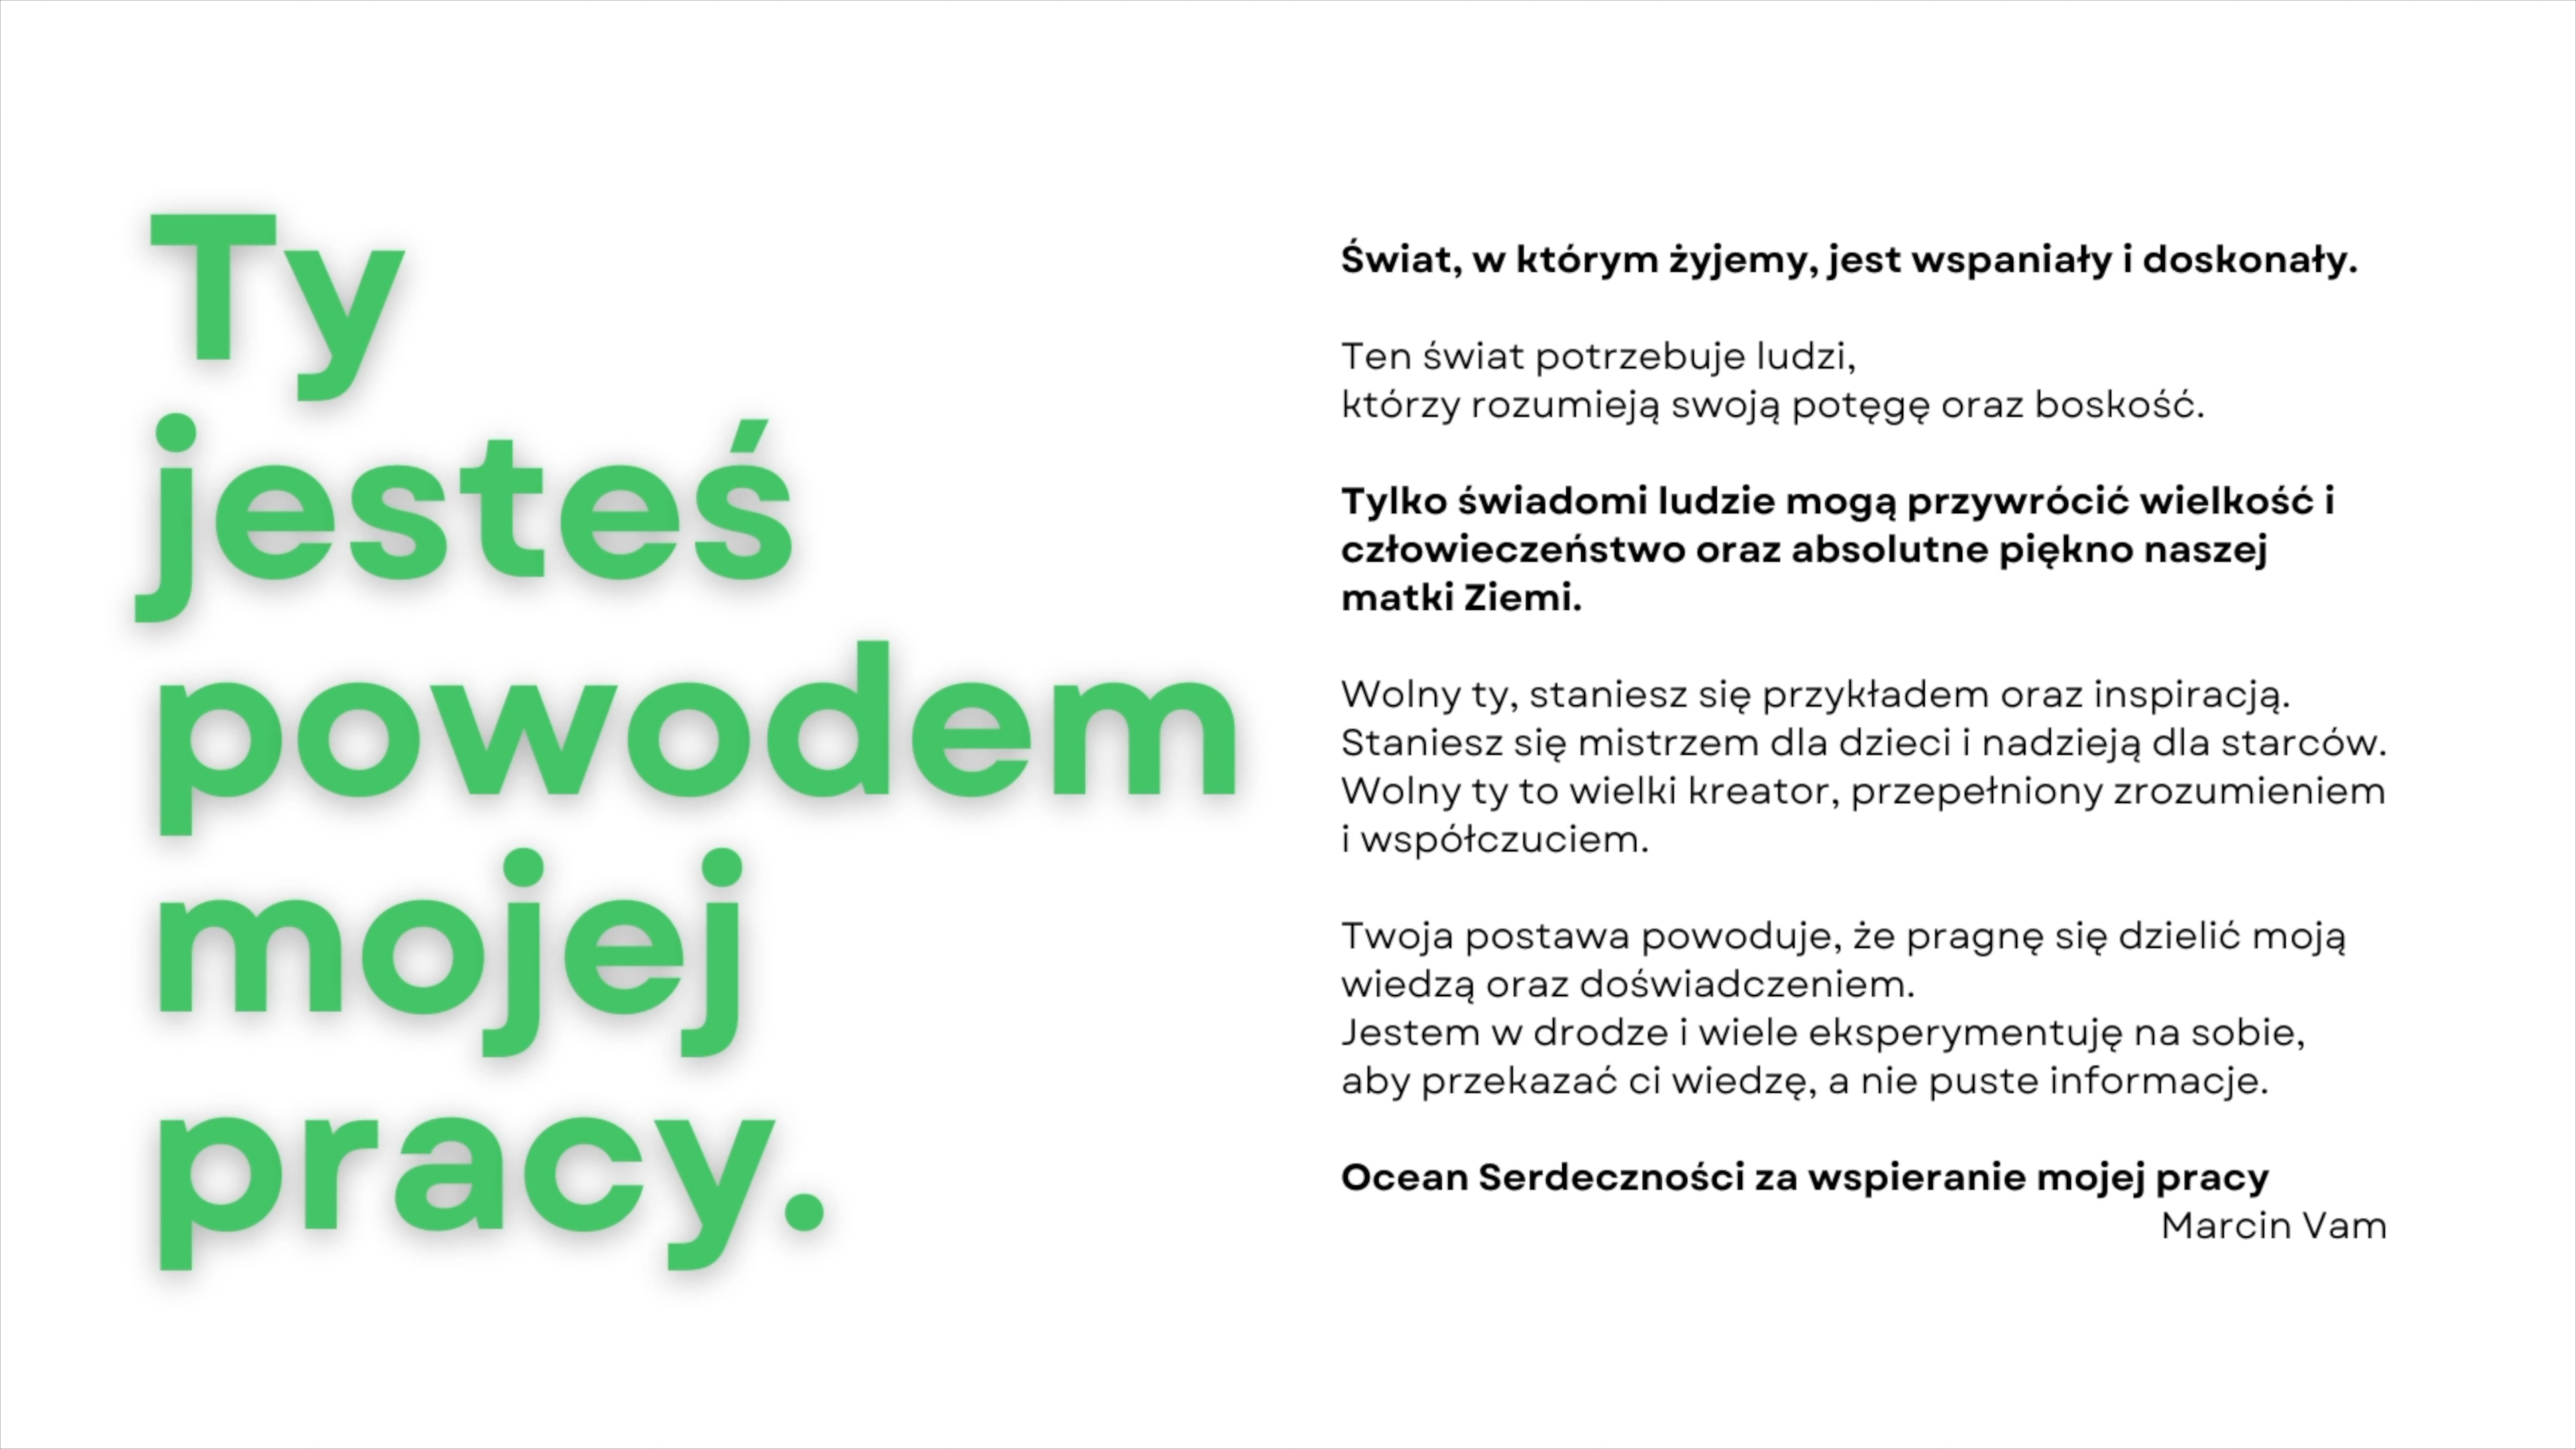 Ty
jesteś
powodem
mojej
pracy.
Świat, w którym żyjemy, jest wspaniały i doskonały.
Ten świat potrzebuje ludzi,
którzy rozumieją swoją potęgę oraz boskość.
Tylko świadomi ludzie mogą przywrócić wielkość i
człowieczeństwo oraz absolutne piękno naszej
matki Ziemi.
Wolny ty, staniesz się przykładem oraz inspiracją.
Staniesz się mistrzem dla dzieci i nadzieją dla starców.
Wolny ty to wielki kreator, przepełniony zrozumieniem
i współczuciem.
Twoja postawa powoduje, że pragnę się dzielić moją
wiedzą oraz doświadczeniem.
Jestem w drodze i wiele eksperymentuję na sobie,
aby przekazać ci wiedzę, a nie puste informacje.
Ocean Serdeczności za wspieranie mojej pracy
Marcin Vam